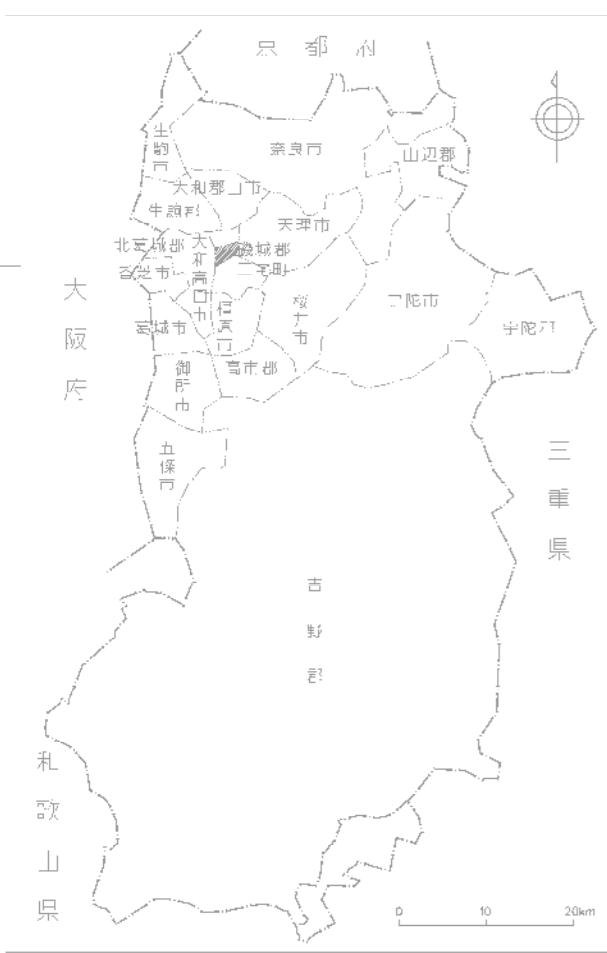 京都府
生駒市
奈良市
山辺郡
大和郡山市
生駒郡
天理市
北葛城郡
大和高田市
磯城郡
三宅町
香芝市
大阪府
桜井市
宇陀市
葛城市
宇陀郡
御所市
高市郡
五條市
三重県
吉野郡
和歌山県
0 10 20km